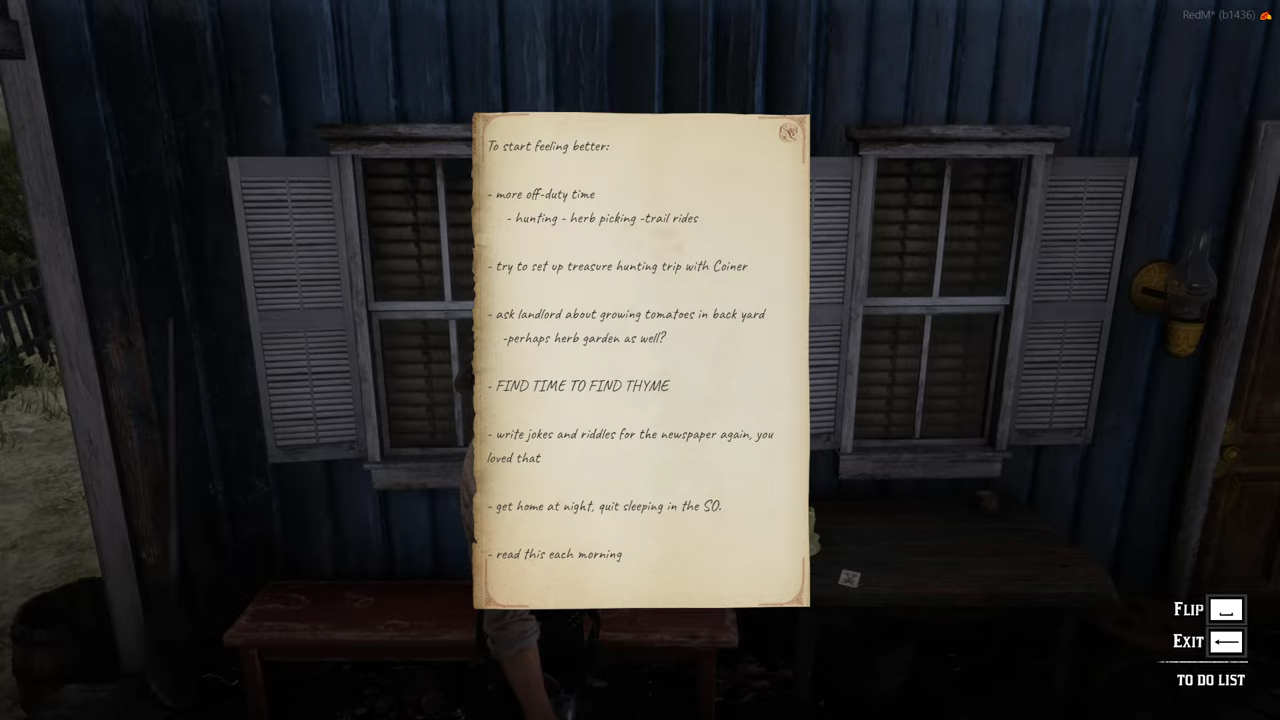 RedM* (b1436)
To start feeling better:
- more off-duty time
- hunting - herb picking -trail rides
- try to set up treasure hunting trip with Coiner
- ask landlord about growing tomatoes in back yard
-perhaps herb garden as well?
- FIND TIME TO FIND THYME
- write jokes and riddles for the newspaper again, you
loved that
- get home at night, quit sleeping in the SO.
- read this each morning
FLIP
EXIT
TO DO LIST